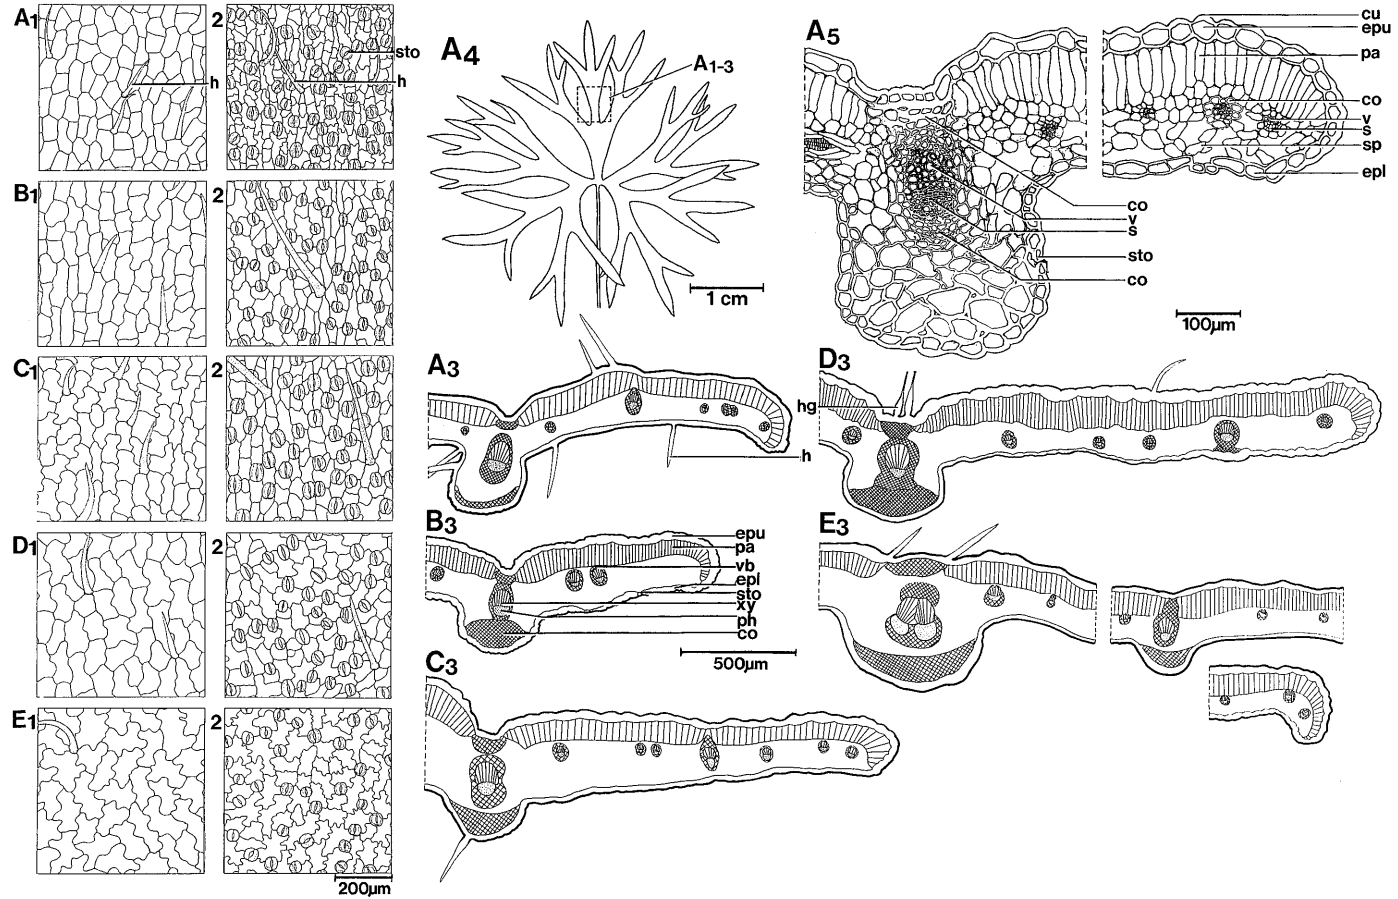 A1
2
sto
h
h
B1
2
C1
2
D1
2
E1
2
200µm
A4
A1-3
1 cm
A5
cu
epu
pa
co
v
s
sp
epl
co
v
s
sto
co
100µm
A3
h
B3
epu
pa
vb
epl
sto
xy
ph
co
500µm
C3
D3
hg
E3